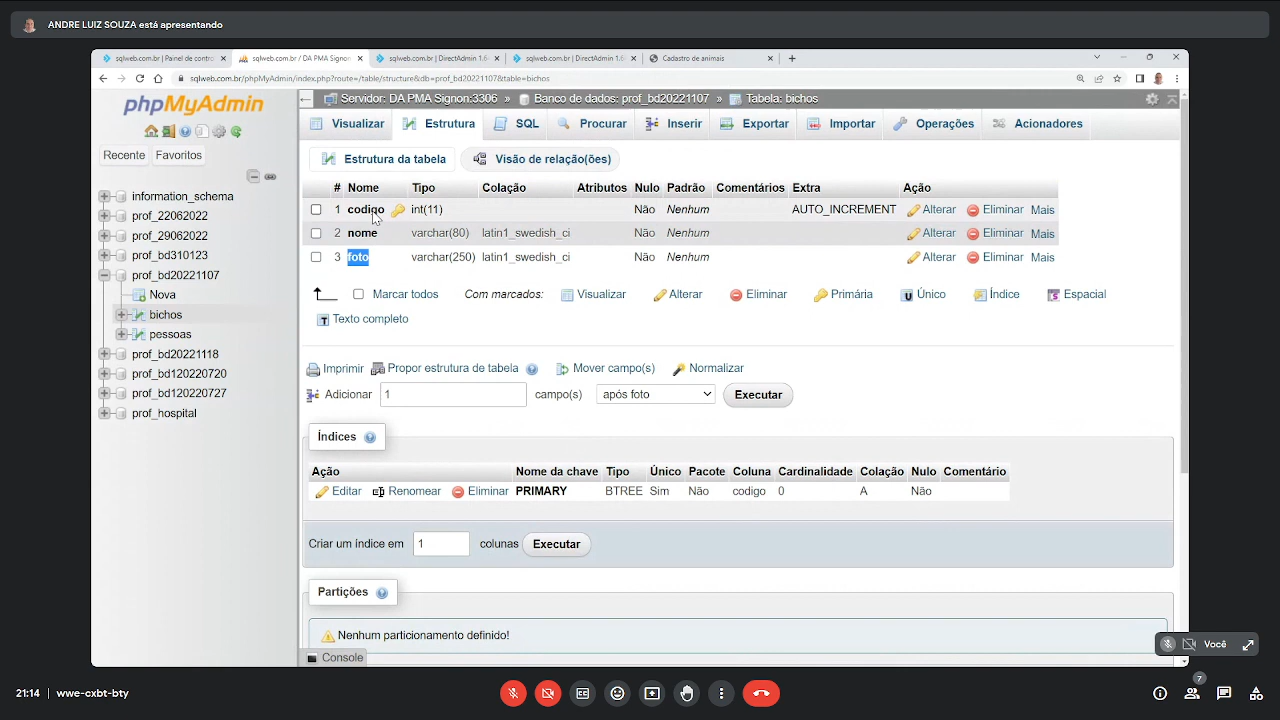 ANDRE LUIZ SOUZA está apresentando
sqlweb.com.br | Painel de contro
sqlweb.com.br / DA PMA Signon
sqlweb.com.br | DirectAdmin 1.6
sqlweb.com.br | DirectAdmin 1.6
Cadastro de animais
sqlweb.com.br/phpMyAdmin/index.php?route=/table/structure&db=prof_bd20221107&table=bichos
phpMyAdmin
Recente Favoritos
information_schema
prof_22062022
prof_29062022
prof_bd310123
prof_bd20221107
Nova
bichos
pessoas
prof_bd20221118
prof_bd120220720
prof_bd120220727
prof_hospital
Servidor: DA PMA Signon:3306 » Banco de dados: prof_bd20221107 » Tabela: bichos
Visualizar Estrutura SQL Procurar Inserir Exportar Importar Operações Acionadores
Estrutura da tabela Visão de relação(ões)
# Nome Tipo Colação Atributos Nulo Padrão Comentários Extra Ação
1 codigo int(11) Não Nenhum AUTO_INCREMENT Alterar Eliminar Mais
2 nome varchar(80) latin1_swedish_ci Não Nenhum Alterar Eliminar Mais
3 foto varchar(250) latin1_swedish_ci Não Nenhum Alterar Eliminar Mais
Marcar todos Com marcados: Visualizar Alterar Eliminar Primária Único Índice Espacial
Texto completo
Imprimir Propor estrutura de tabela Mover campo(s) Normalizar
Adicionar 1 campo(s) após foto Executar
Índices
Ação Nome da chave Tipo Único Pacote Coluna Cardinalidade Colação Nulo Comentário
Editar Renomear Eliminar PRIMARY BTREE Sim Não codigo 0 A Não
Criar um índice em 1 colunas Executar
Partições
Nenhum particionamento definido!
Console
Você
21:14 | wwe-cxbt-bty
7